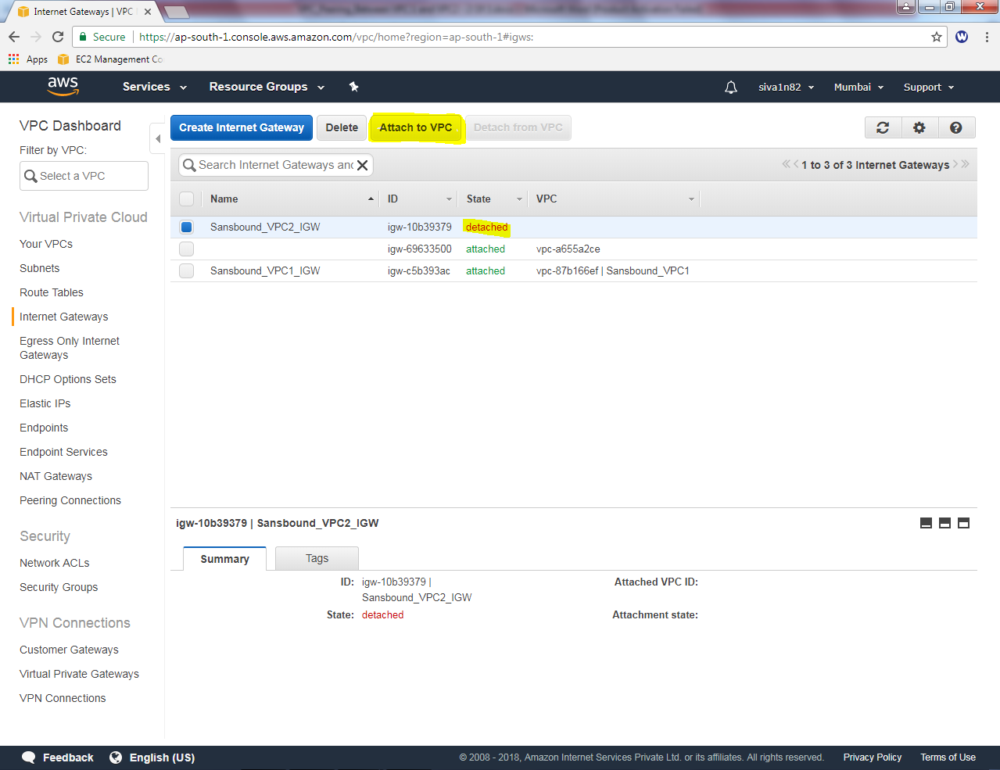 Internet Gateways | VPC
Secure
https://ap-south-1.console.aws.amazon.com/vpc/home?region=ap-south-1#igws:
Apps
EC2 Management Co
aws
Services
Resource Groups
siva1n82
Mumbai
Support
VPC Dashboard
Filter by VPC:
Select a VPC
Virtual Private Cloud
Your VPCs
Subnets
Route Tables
Internet Gateways
Egress Only Internet
Gateways
DHCP Options Sets
Elastic IPs
Endpoints
Endpoint Services
NAT Gateways
Peering Connections
Security
Network ACLs
Security Groups
VPN Connections
Customer Gateways
Virtual Private Gateways
VPN Connections
Create Internet Gateway
Delete
Attach to VPC
Detach from VPC
Search Internet Gateways and
1 to 3 of 3 Internet Gateways
Name ID State VPC
Sansbound_VPC2_IGW igw-10b39379 detached
igw-69633500 attached vpc-a655a2ce
Sansbound_VPC1_IGW igw-c5b393ac attached vpc-87b166ef | Sansbound_VPC1
igw-10b39379 | Sansbound_VPC2_IGW
Summary
Tags
ID: igw-10b39379 |
Sansbound_VPC2_IGW
Attached VPC ID:
State: detached
Attachment state:
Feedback
English (US)
© 2008 - 2018, Amazon Internet Services Private Ltd. or its affiliates. All rights reserved.
Privacy Policy
Terms of Use